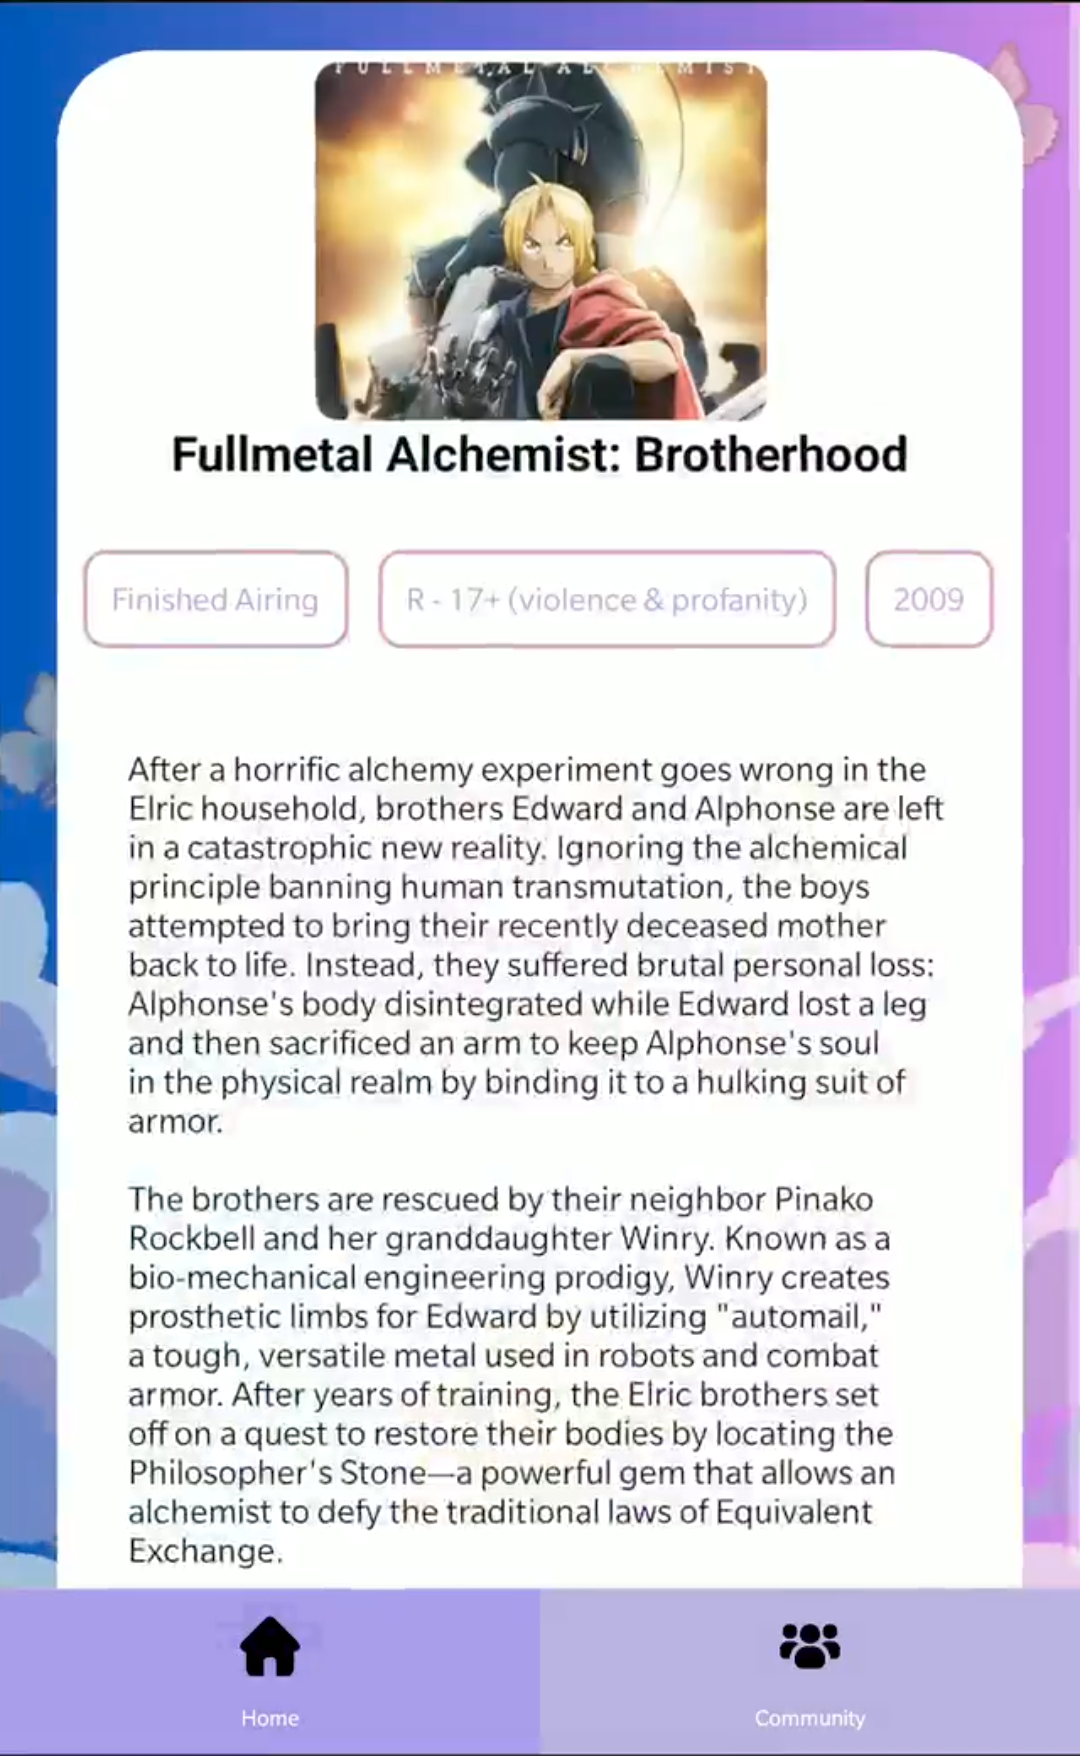 FULLMETAL ALCHEMIST
Fullmetal Alchemist: Brotherhood
Finished Airing
R - 17+ (violence & profanity)
2009
After a horrific alchemy experiment goes wrong in the
Elric household, brothers Edward and Alphonse are left
in a catastrophic new reality. Ignoring the alchemical
principle banning human transmutation, the boys
attempted to bring their recently deceased mother
back to life. Instead, they suffered brutal personal loss:
Alphonse's body disintegrated while Edward lost a leg
and then sacrificed an arm to keep Alphonse's soul
in the physical realm by binding it to a hulking suit of
armor.
The brothers are rescued by their neighbor Pinako
Rockbell and her granddaughter Winry. Known as a
bio-mechanical engineering prodigy, Winry creates
prosthetic limbs for Edward by utilizing "automail,"
a tough, versatile metal used in robots and combat
armor. After years of training, the Elric brothers set
off on a quest to restore their bodies by locating the
Philosopher's Stone—a powerful gem that allows an
alchemist to defy the traditional laws of Equivalent
Exchange.
Home
Community